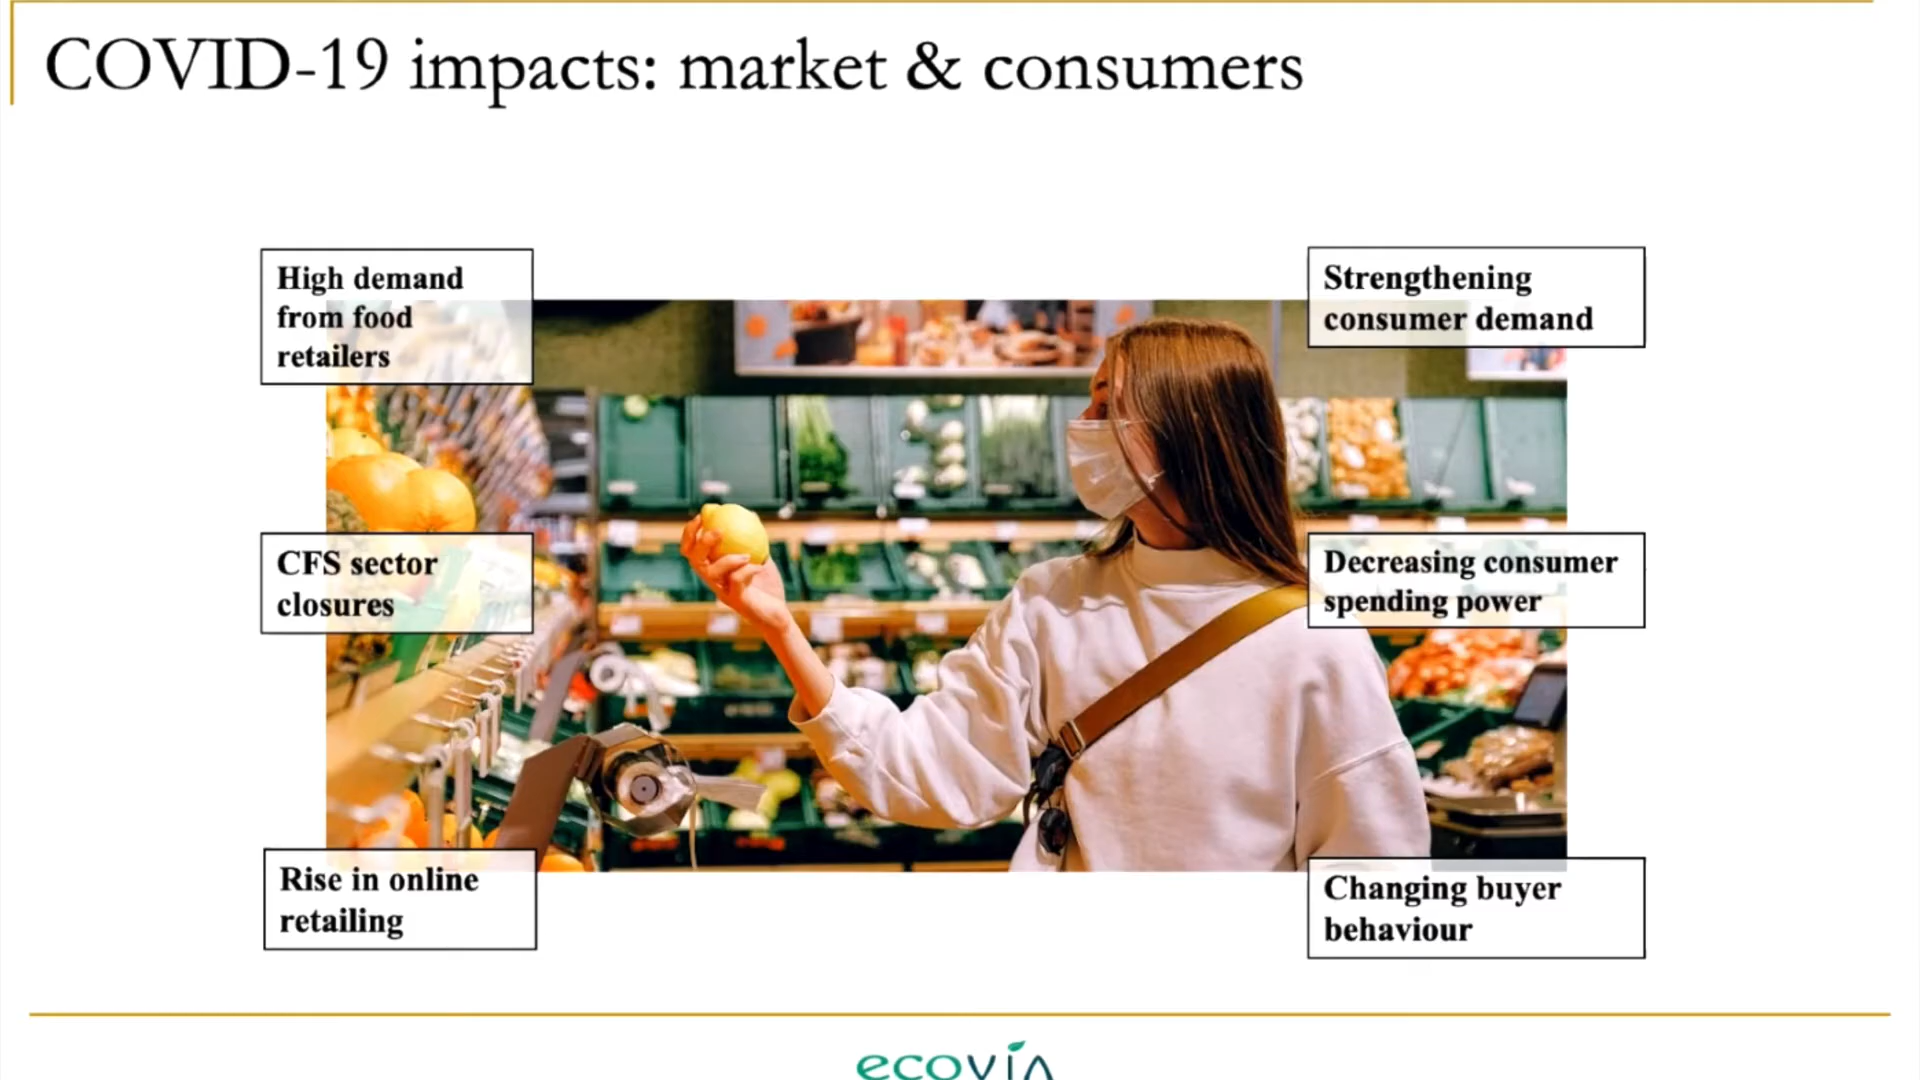 COVID-19 impacts: market & consumers
High demand
from food
retailers
CFS sector
closures
Rise in online
retailing
Strengthening
consumer demand
Decreasing consumer
spending power
Changing buyer
behaviour
ecovia